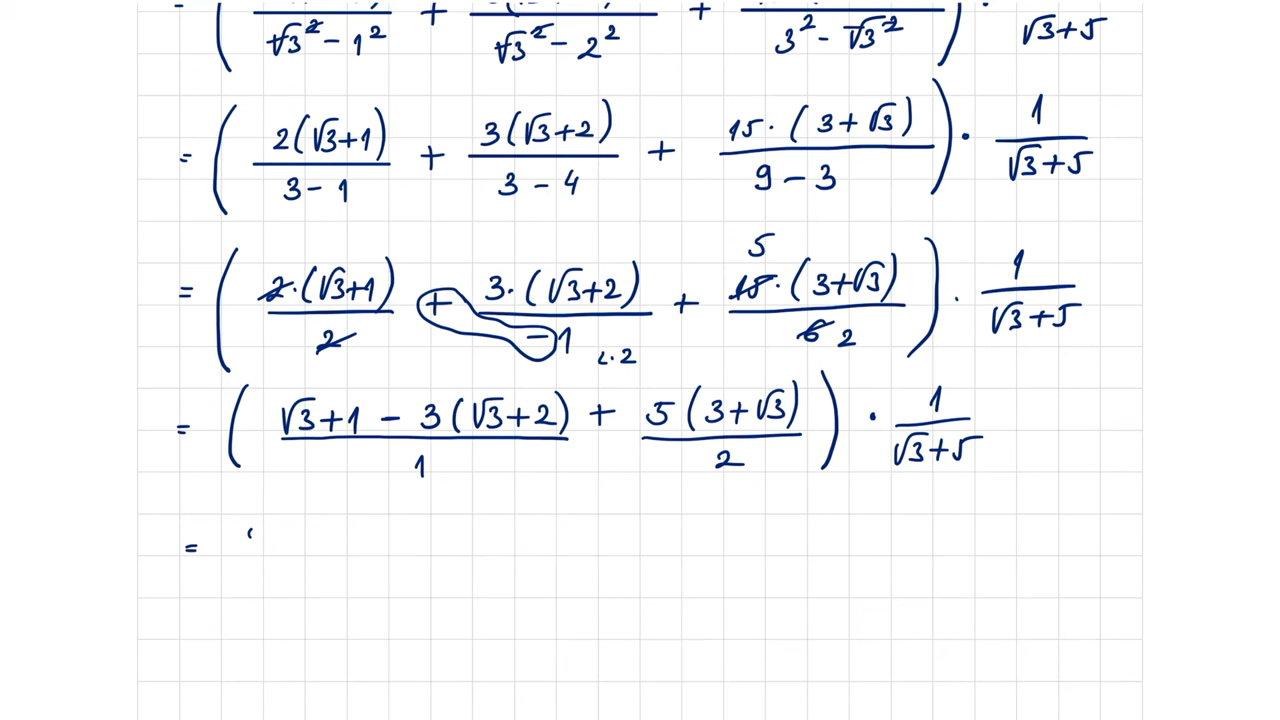 √3² - 1² + √3² - 2² + 3² - √3² · √3+5
= ( 2(√3+1) / 3 - 1 + 3(√3+2) / 3 - 4 + 15 · (3+√3) / 9 - 3 ) · 1 / √3+5
= ( 2·(√3+1) / 2 + 3·(√3+2) / -1 + 15·(3+√3) / 6 ) · 1 / √3+5
5
2
·2
= ( √3+1 - 3(√3+2) / 1 + 5(3+√3) / 2 ) · 1 / √3+5
=